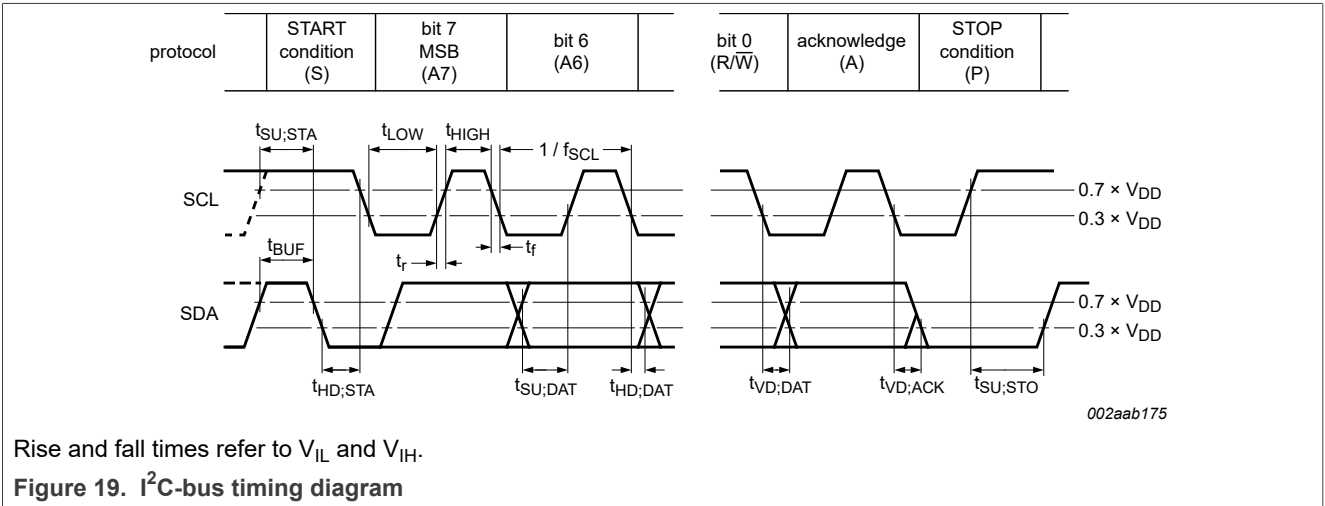 protocol
START condition (S)
bit 7 MSB (A7)
bit 6 (A6)
bit 0 (R/W̅)
acknowledge (A)
STOP condition (P)
tSU;STA
tLOW
tHIGH
1 / fSCL
SCL
0.7 × VDD
0.3 × VDD
tBUF
tr
tf
SDA
0.7 × VDD
0.3 × VDD
tHD;STA
tSU;DAT
tHD;DAT
tVD;DAT
tVD;ACK
tSU;STO
002aab175
Rise and fall times refer to VIL and VIH.
Figure 19. I²C-bus timing diagram